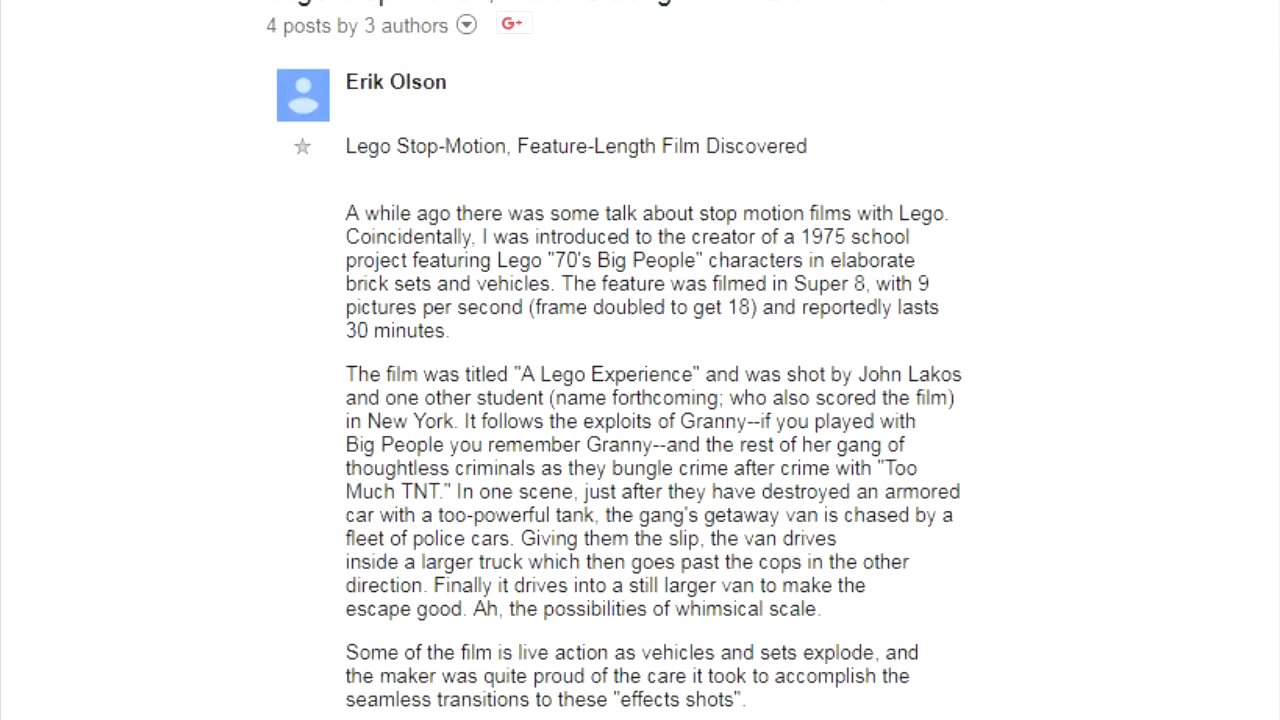 4 posts by 3 authors
G+
Erik Olson
Lego Stop-Motion, Feature-Length Film Discovered
A while ago there was some talk about stop motion films with Lego.
Coincidentally, I was introduced to the creator of a 1975 school
project featuring Lego "70's Big People" characters in elaborate
brick sets and vehicles. The feature was filmed in Super 8, with 9
pictures per second (frame doubled to get 18) and reportedly lasts
30 minutes.
The film was titled "A Lego Experience" and was shot by John Lakos
and one other student (name forthcoming; who also scored the film)
in New York. It follows the exploits of Granny--if you played with
Big People you remember Granny--and the rest of her gang of
thoughtless criminals as they bungle crime after crime with "Too
Much TNT." In one scene, just after they have destroyed an armored
car with a too-powerful tank, the gang's getaway van is chased by a
fleet of police cars. Giving them the slip, the van drives
inside a larger truck which then goes past the cops in the other
direction. Finally it drives into a still larger van to make the
escape good. Ah, the possibilities of whimsical scale.
Some of the film is live action as vehicles and sets explode, and
the maker was quite proud of the care it took to accomplish the
seamless transitions to these "effects shots".